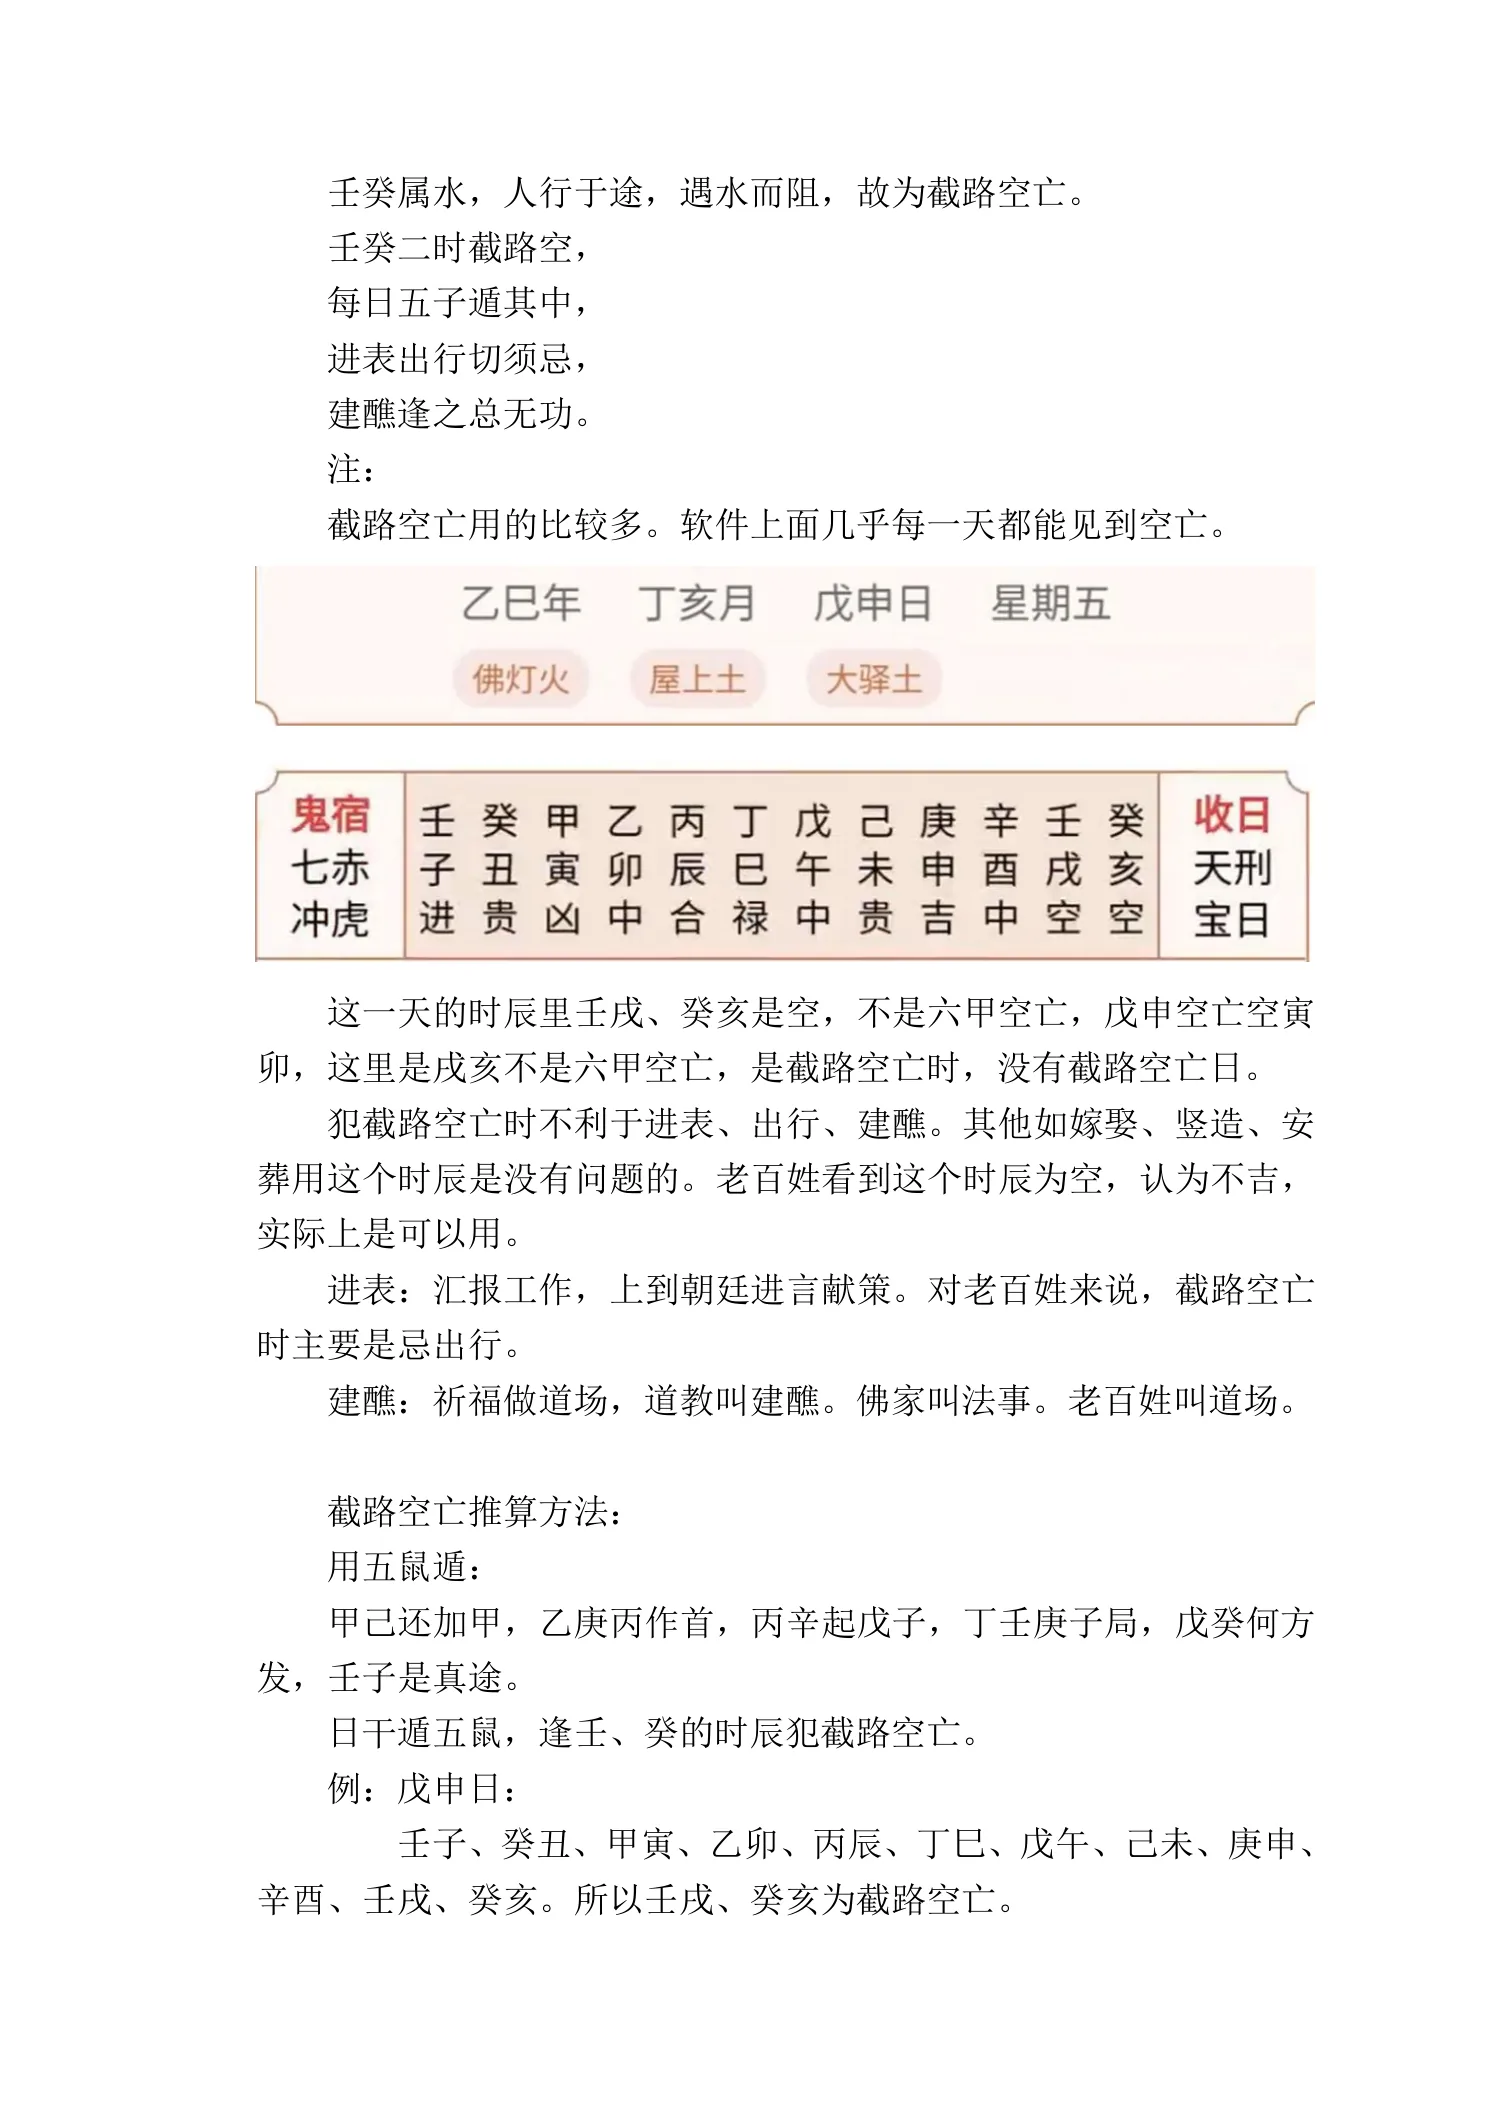 壬癸属水，人行于途，遇水而阻，故为截路空亡。
壬癸二时截路空，
每日五子遁其中，
进表出行切须忌，
建醮逢之总无功。
注：
截路空亡用的比较多。软件上面几乎每一天都能见到空亡。
乙巳年 丁亥月 戊申日 星期五
佛灯火 屋上土 大驿土
鬼宿
七赤
冲虎
壬 癸 甲 乙 丙 丁 戊 己 庚 辛 壬 癸
子 丑 寅 卯 辰 巳 午 未 申 酉 戌 亥
进 贵 凶 中 合 禄 中 贵 吉 中 空 空
收日
天刑
宝日
这一天的时辰里壬戌、癸亥是空，不是六甲空亡，戊申空亡空寅
卯，这里是戌亥不是六甲空亡，是截路空亡时，没有截路空亡日。
犯截路空亡时不利于进表、出行、建醮。其他如嫁娶、竖造、安
葬用这个时辰是没有问题的。老百姓看到这个时辰为空，认为不吉，
实际上是可以用。
进表：汇报工作，上到朝廷进言献策。对老百姓来说，截路空亡
时主要是忌出行。
建醮：祈福做道场，道教叫建醮。佛家叫法事。老百姓叫道场。
截路空亡推算方法：
用五鼠遁：
甲己还加甲，乙庚丙作首，丙辛起戊子，丁壬庚子局，戊癸何方
发，壬子是真途。
日干遁五鼠，逢壬、癸的时辰犯截路空亡。
例：戊申日：
壬子、癸丑、甲寅、乙卯、丙辰、丁巳、戊午、己未、庚申、
辛酉、壬戌、癸亥。所以壬戌、癸亥为截路空亡。